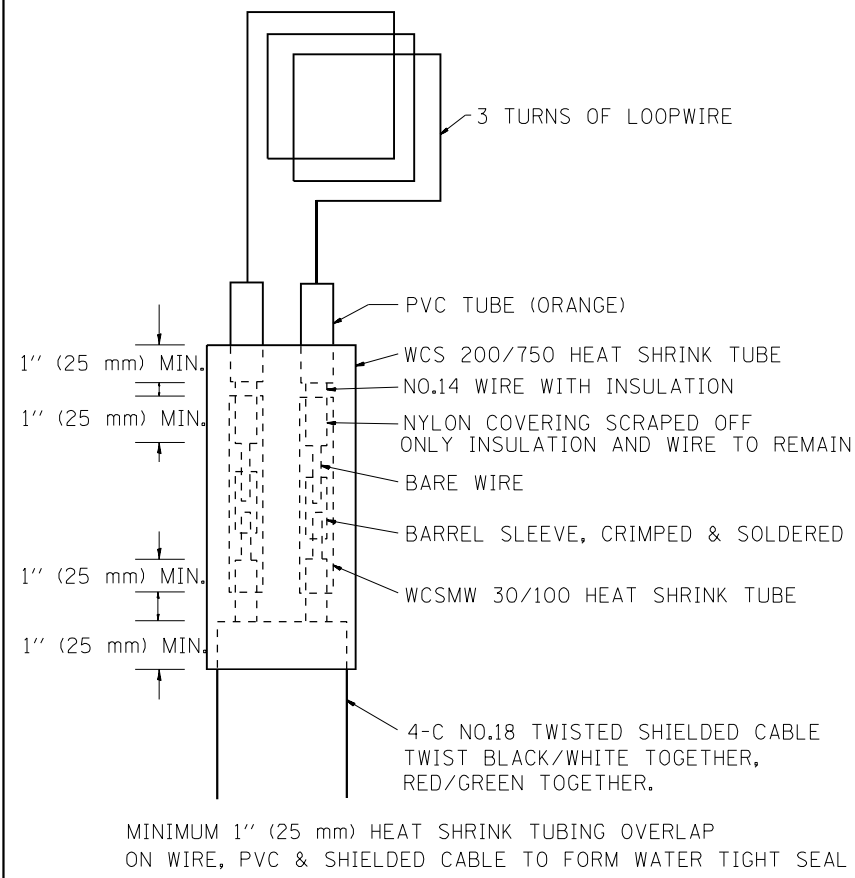 3 TURNS OF LOOPWIRE
PVC TUBE (ORANGE)
WCS 200/750 HEAT SHRINK TUBE
1'' (25 mm) MIN.
NO.14 WIRE WITH INSULATION
1'' (25 mm) MIN.
NYLON COVERING SCRAPED OFF
ONLY INSULATION AND WIRE TO REMAIN
BARE WIRE
BARREL SLEEVE, CRIMPED & SOLDERED
1'' (25 mm) MIN.
WCSMW 30/100 HEAT SHRINK TUBE
1'' (25 mm) MIN.
4-C NO.18 TWISTED SHIELDED CABLE
TWIST BLACK/WHITE TOGETHER,
RED/GREEN TOGETHER.
MINIMUM 1'' (25 mm) HEAT SHRINK TUBING OVERLAP
ON WIRE, PVC & SHIELDED CABLE TO FORM WATER TIGHT SEAL